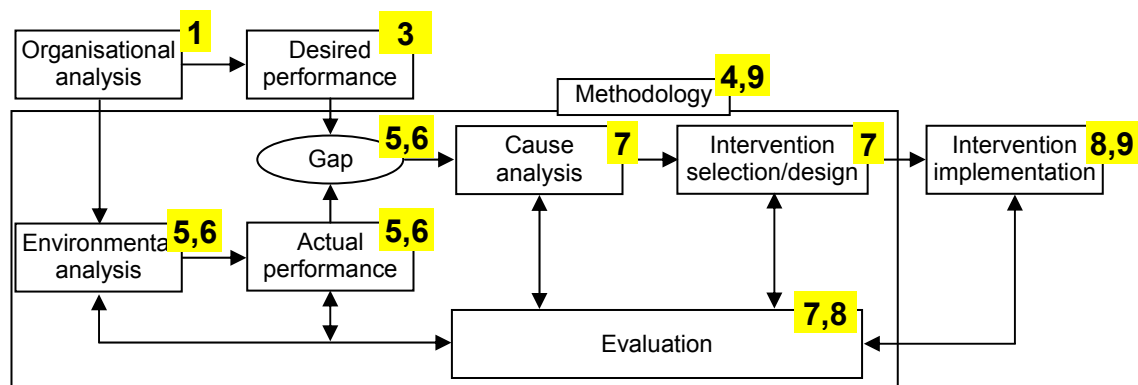 Organisational
analysis
1
Desired
performance
3
Methodology
4,9
Gap
5,6
Cause
analysis
7
Intervention
selection/design
7
Intervention
implementation
8,9
Environmenta
analysis
5,6
Actual
performance
5,6
Evaluation
7,8